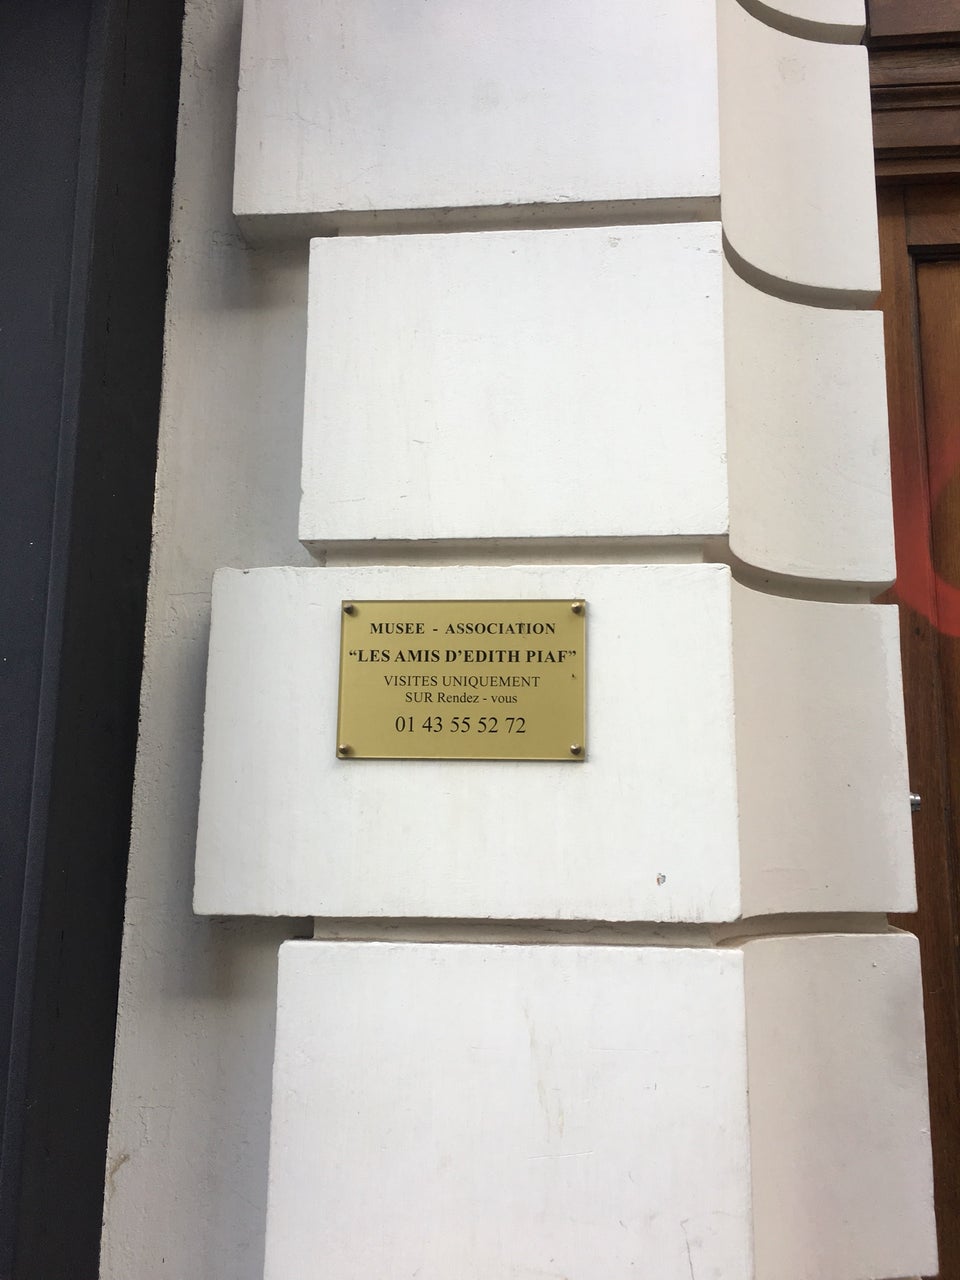 MUSEE - ASSOCIATION
“LES AMIS D’EDITH PIAF”
VISITES UNIQUEMENT
SUR Rendez - vous
01 43 55 52 72